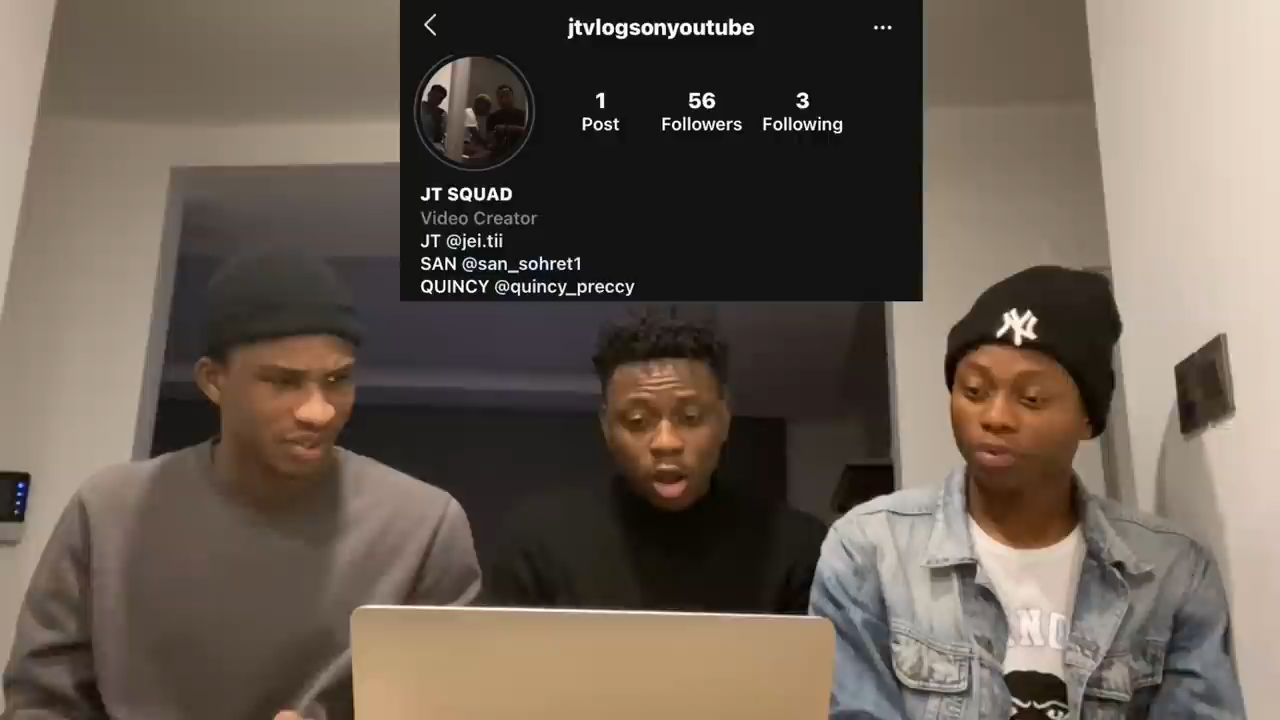 jtvlogsonyoutube
1 56 3
Post Followers Following
JT SQUAD
Video Creator
JT @jei.tii
SAN @san_sohret1
QUINCY @quincy_preccy
NY